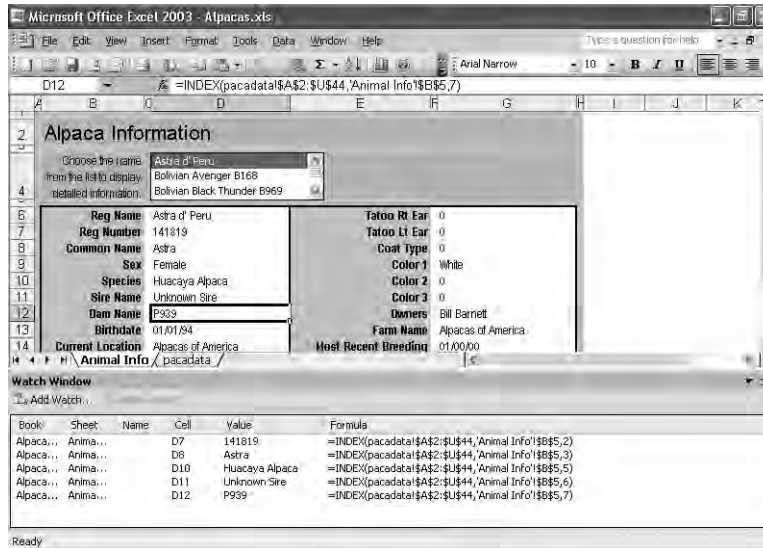 Microsoft Office Excel 2003 - Alpacas.xls
File Edit View Insert Format Tools Data Window Help Type a question for help
Arial Narrow 10 B I U
D12 fx =INDEX(pacadata!$A$2:$U$44,'Animal Info'!$B$5,7)
A B C D E F G H I J K
2 Alpaca Information
Choose the name Astra d' Peru
from the list to display Bolivian Avenger B168
4 detailed information. Bolivian Black Thunder B969
6 Reg Name Astra d' Peru Tatoo Rt Ear 0
7 Reg Number 141819 Tatoo Lt Ear 0
8 Common Name Astra Coat Type 0
9 Sex Female Color 1 White
10 Species Huacaya Alpaca Color 2 0
11 Sire Name Unknown Sire Color 3 0
12 Dam Name P939 Owners Bill Barnett
13 Birthdate 01/01/94 Farm Name Alpacas of America
14 Current Location Alpacas of America Most Recent Breeding 01/00/00
Animal Info pacadata
Watch Window
Add Watch...
Book Sheet Name Cell Value Formula
Alpaca... Anima... D7 141819 =INDEX(pacadata!$A$2:$U$44,'Animal Info'!$B$5,2)
Alpaca... Anima... D8 Astra =INDEX(pacadata!$A$2:$U$44,'Animal Info'!$B$5,3)
Alpaca... Anima... D10 Huacaya Alpaca =INDEX(pacadata!$A$2:$U$44,'Animal Info'!$B$5,5)
Alpaca... Anima... D11 Unknown Sire =INDEX(pacadata!$A$2:$U$44,'Animal Info'!$B$5,6)
Alpaca... Anima... D12 P939 =INDEX(pacadata!$A$2:$U$44,'Animal Info'!$B$5,7)
Ready